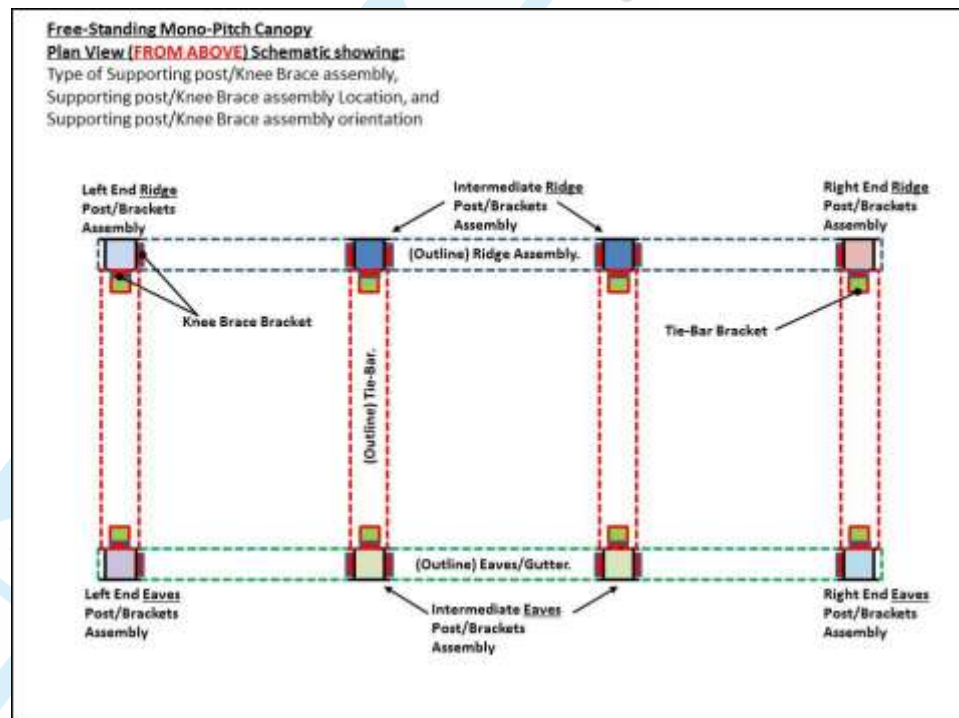 Free-Standing Mono-Pitch Canopy
Plan View (FROM ABOVE) Schematic showing:
Type of Supporting post/Knee Brace assembly,
Supporting post/Knee Brace assembly Location, and
Supporting post/Knee Brace assembly orientation
Left End Ridge
Post/Brackets
Assembly
Intermediate Ridge
Post/Brackets
Assembly
Right End Ridge
Post/Brackets
Assembly
(Outline) Ridge Assembly.
Knee Brace Bracket
Tie-Bar Bracket
(Outline) Tie-Bar.
(Outline) Eaves/Gutter.
Left End Eaves
Post/Brackets
Assembly
Intermediate Eaves
Post/Brackets
Assembly
Right End Eaves
Post/Brackets
Assembly